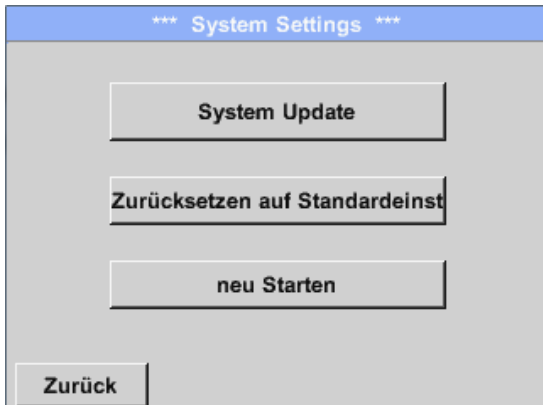 *** System Settings ***
System Update
Zurücksetzen auf Standardeinst
neu Starten
Zurück